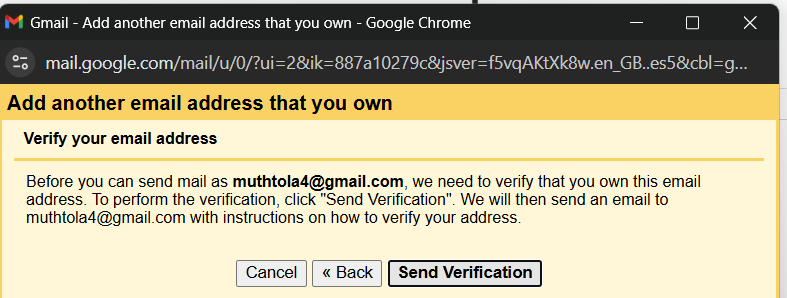 Gmail - Add another email address that you own - Google Chrome
mail.google.com/mail/u/0/?ui=2&ik=887a10279c&jsver=f5vqAKtXk8w.en_GB..es5&cbl=g...
Add another email address that you own
Verify your email address
Before you can send mail as muthtola4@gmail.com, we need to verify that you own this email
address. To perform the verification, click "Send Verification". We will then send an email to
muthtola4@gmail.com with instructions on how to verify your address.
Cancel « Back Send Verification